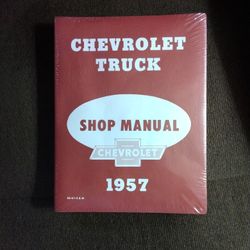 CHEVROLET
TRUCK
SHOP MANUAL
CHEVROLET
1957